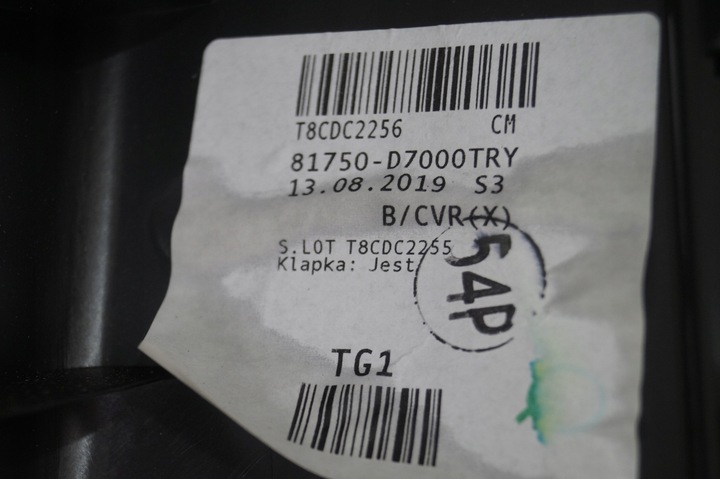 T8CDC2256 CM
81750-D7000TRY
13.08.2019 S3
B/CVR(X)
S.LOT T8CDC2255
Klapka: Jest
54P
TG1